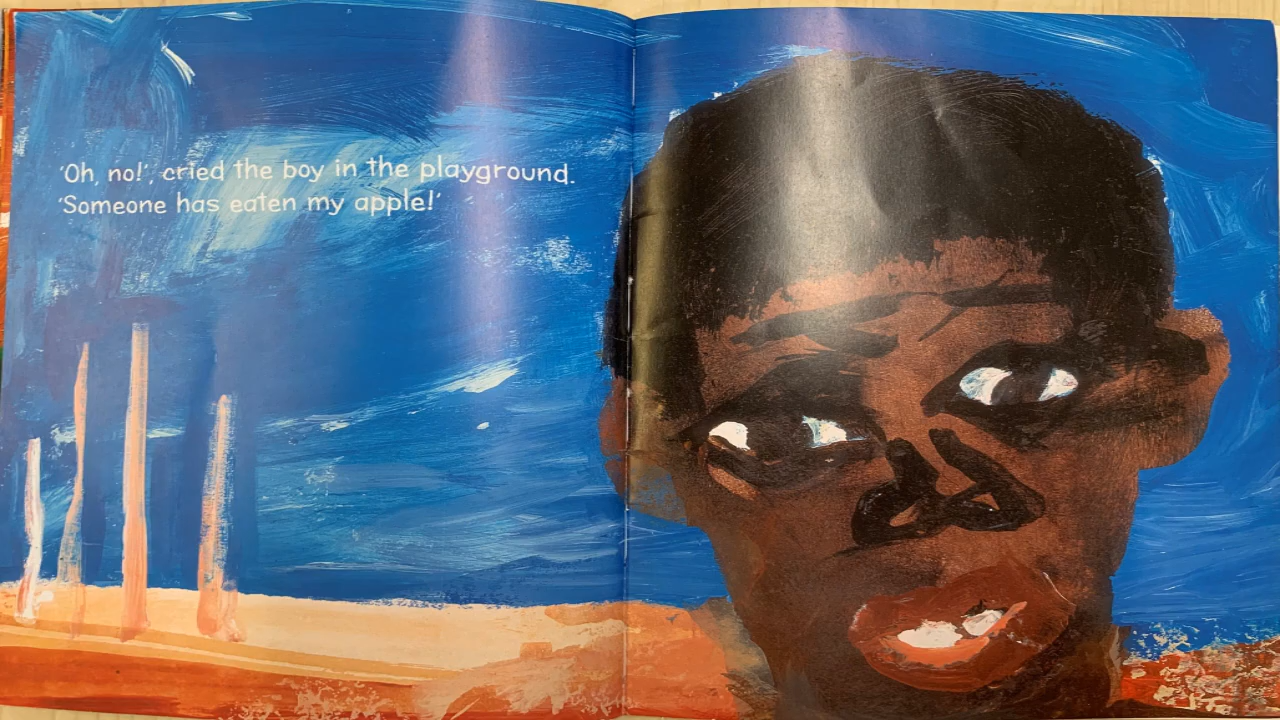 ‘Oh, no!’, cried the boy in the playground.
‘Someone has eaten my apple!’